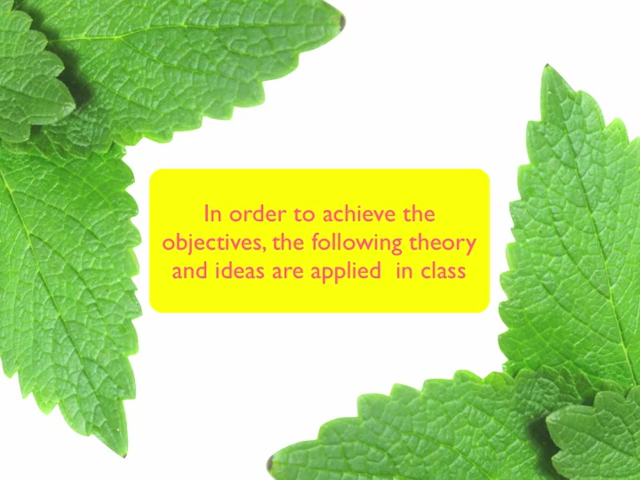 In order to achieve the
objectives, the following theory
and ideas are applied  in class